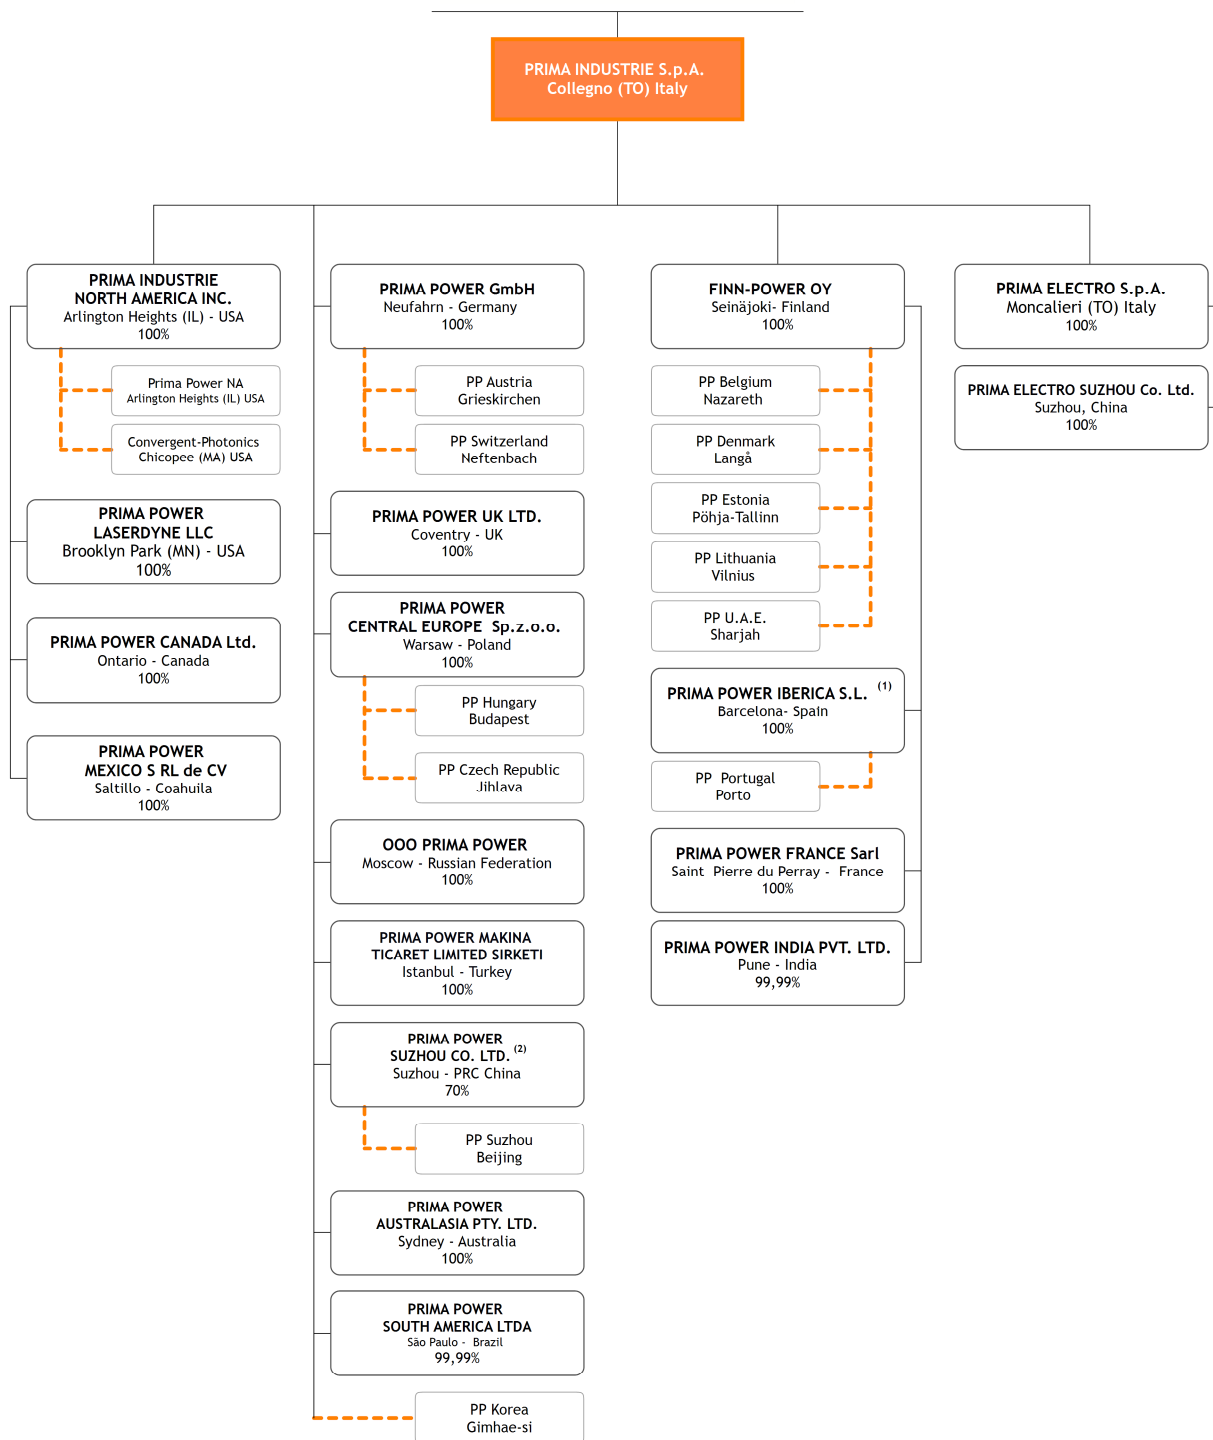 PRIMA INDUSTRIE S.p.A.
Collegno (TO) Italy
PRIMA INDUSTRIE
NORTH AMERICA INC.
Arlington Heights (IL) - USA
100%
Prima Power NA
Arlington Heights (IL) USA
Convergent-Photonics
Chicopee (MA) USA
PRIMA POWER
LASERDYNE LLC
Brooklyn Park (MN) - USA
100%
PRIMA POWER CANADA Ltd.
Ontario - Canada
100%
PRIMA POWER
MEXICO S RL de CV
Saltillo - Coahuila
100%
PRIMA POWER GmbH
Neufahrn - Germany
100%
PP Austria
Grieskirchen
PP Switzerland
Neftenbach
PRIMA POWER UK LTD.
Coventry - UK
100%
PRIMA POWER
CENTRAL EUROPE Sp.z.o.o.
Warsaw - Poland
100%
PP Hungary
Budapest
PP Czech Republic
Jihlava
OOO PRIMA POWER
Moscow - Russian Federation
100%
PRIMA POWER MAKINA
TICARET LIMITED SIRKETI
Istanbul - Turkey
100%
PRIMA POWER
SUZHOU CO. LTD. (2)
Suzhou - PRC China
70%
PP Suzhou
Beijing
PRIMA POWER
AUSTRALASIA PTY. LTD.
Sydney - Australia
100%
PRIMA POWER
SOUTH AMERICA LTDA
São Paulo - Brazil
99,99%
PP Korea
Gimhae-si
FINN-POWER OY
Seinäjoki- Finland
100%
PP Belgium
Nazareth
PP Denmark
Langå
PP Estonia
Pöhja-Tallinn
PP Lithuania
Vilnius
PP U.A.E.
Sharjah
PRIMA POWER IBERICA S.L. (1)
Barcelona- Spain
100%
PP Portugal
Porto
PRIMA POWER FRANCE Sarl
Saint Pierre du Perray - France
100%
PRIMA POWER INDIA PVT. LTD.
Pune - India
99,99%
PRIMA ELECTRO S.p.A.
Moncalieri (TO) Italy
100%
PRIMA ELECTRO SUZHOU Co. Ltd.
Suzhou, China
100%